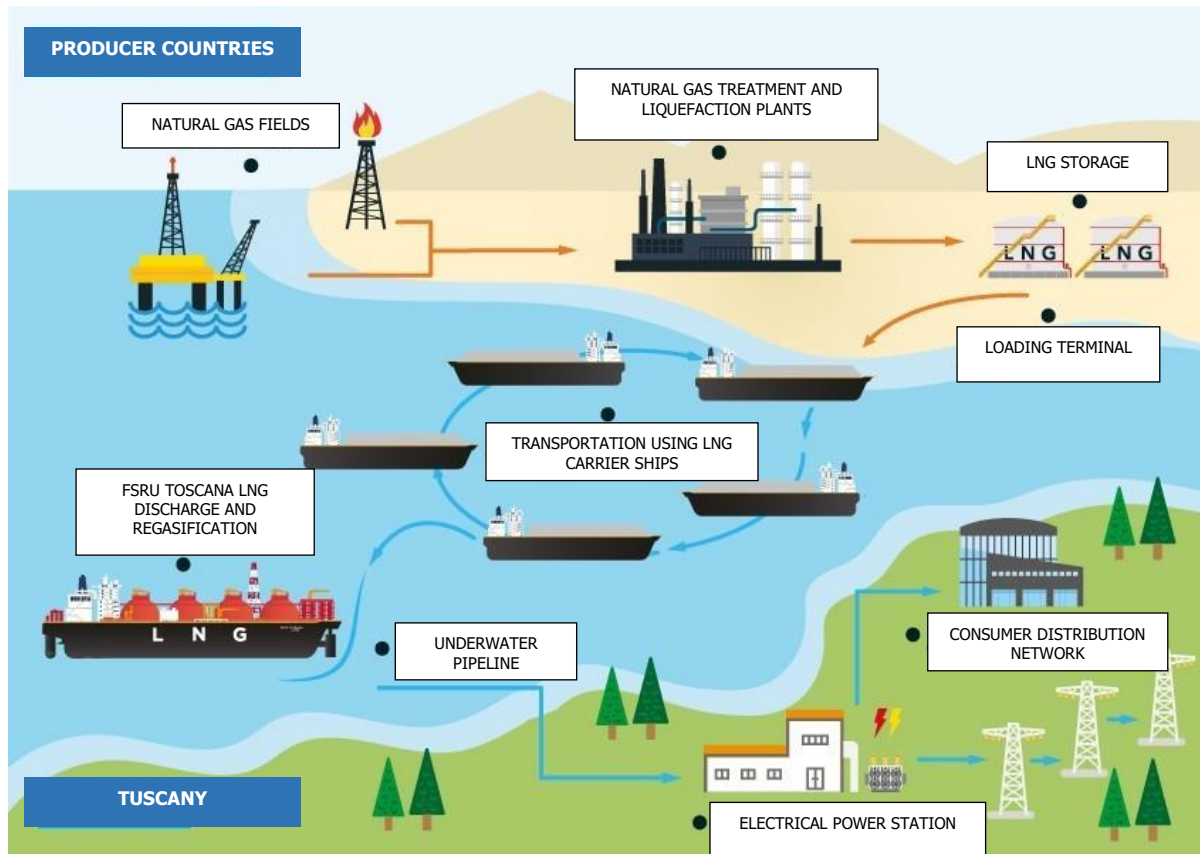 PRODUCER COUNTRIES
NATURAL GAS FIELDS
NATURAL GAS TREATMENT AND
LIQUEFACTION PLANTS
LNG STORAGE
LNG
LNG
LOADING TERMINAL
TRANSPORTATION USING LNG
CARRIER SHIPS
FSRU TOSCANA LNG
DISCHARGE AND
REGASIFICATION
LNG
UNDERWATER
PIPELINE
CONSUMER DISTRIBUTION
NETWORK
TUSCANY
ELECTRICAL POWER STATION